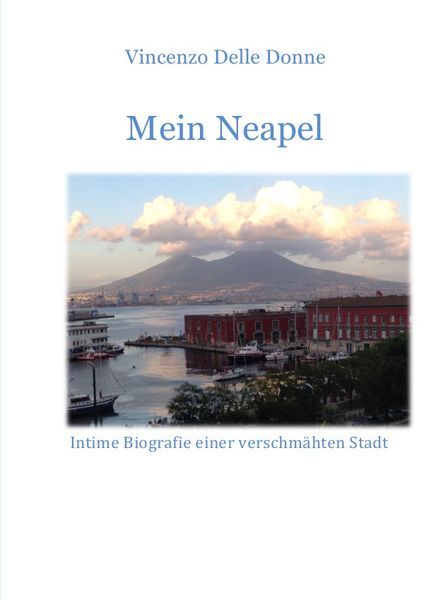 Vincenzo Delle Donne
Mein Neapel
Intime Biografie einer verschmähten Stadt